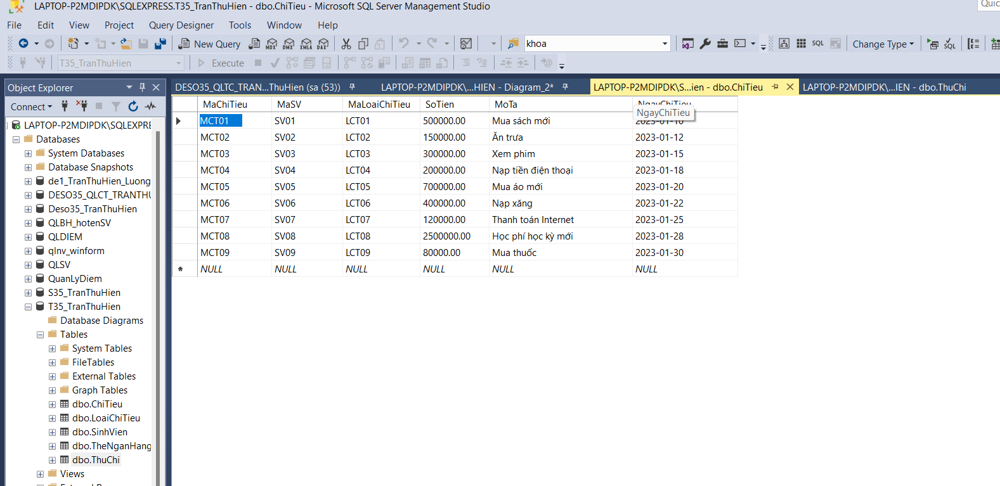 LAPTOP-P2MDIPDK\SQLEXPRESS.T35_TranThuHien - dbo.ChiTieu - Microsoft SQL Server Management Studio
Quic
File Edit View Project Query Designer Tools Window Help
New Query MDX DMX XMLA DAX khoa SQL Change Type SQL
T35_TranThuHien Execute
Object Explorer
DESO35_QLTC_TRAN...ThuHien (sa (53)) LAPTOP-P2MDIPDK\...HIEN - Diagram_2* LAPTOP-P2MDIPDK\S...ien - dbo.ChiTieu LAPTOP-P2MDIPDK\...IEN - dbo.ThuChi
Connect
LAPTOP-P2MDIPDK\SQLEXPRE
Databases
System Databases
Database Snapshots
de1_TranThuHien_Luong
DESO35_QLCT_TRANTHU
Deso35_TranThuHien
QLBH_hotenSV
QLDIEM
qlnv_winform
QLSV
QuanLyDiem
S35_TranThuHien
T35_TranThuHien
Database Diagrams
Tables
System Tables
FileTables
External Tables
Graph Tables
dbo.ChiTieu
dbo.LoaiChiTieu
dbo.SinhVien
dbo.TheNganHang
dbo.ThuChi
Views
MaChiTieu MaSV MaLoaiChiTieu SoTien MoTa NgayChiTieu
NgayChiTieu
MCT01 SV01 LCT01 500000.00 Mua sách mới 2023-01-10
MCT02 SV02 LCT02 150000.00 Ăn trưa 2023-01-12
MCT03 SV03 LCT03 300000.00 Xem phim 2023-01-15
MCT04 SV04 LCT04 200000.00 Nạp tiền điện thoại 2023-01-18
MCT05 SV05 LCT05 700000.00 Mua áo mới 2023-01-20
MCT06 SV06 LCT06 400000.00 Nạp xăng 2023-01-22
MCT07 SV07 LCT07 120000.00 Thanh toán Internet 2023-01-25
MCT08 SV08 LCT08 2500000.00 Học phí học kỳ mới 2023-01-28
MCT09 SV09 LCT09 80000.00 Mua thuốc 2023-01-30
NULL NULL NULL NULL NULL NULL